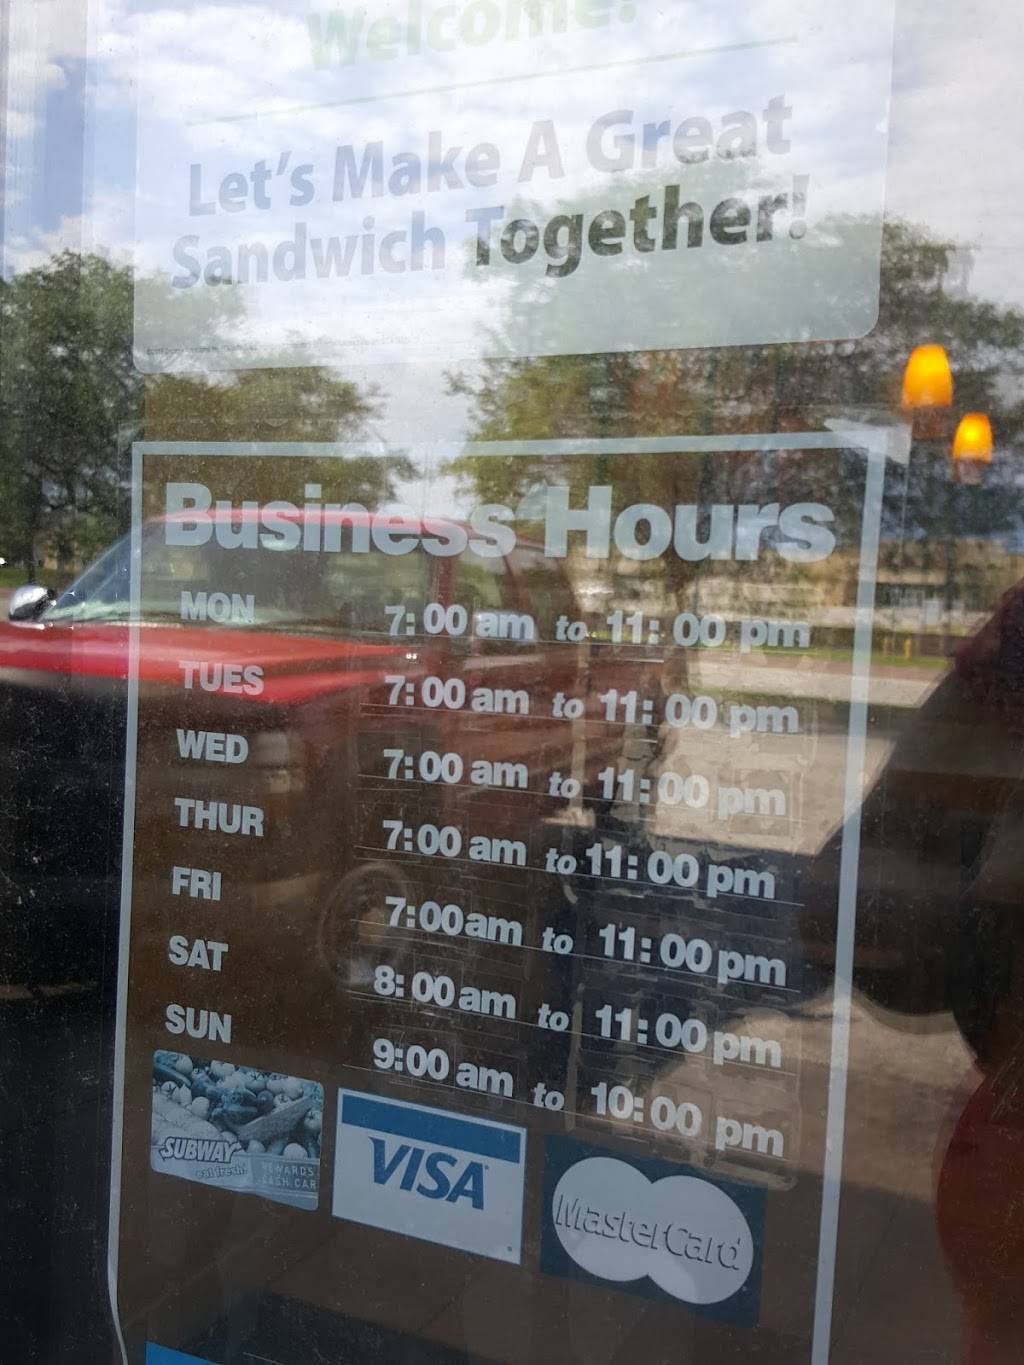 Welcome!
Let's Make A Great
Sandwich Together!
Business Hours
MON 7:00 am to 11:00 pm
TUES 7:00 am to 11:00 pm
WED 7:00 am to 11:00 pm
THUR 7:00 am to 11:00 pm
FRI 7:00am to 11:00 pm
SAT 8:00am to 11:00 pm
SUN 9:00 am to 10:00 pm
SUBWAY
eat fresh.
VISA
MasterCard